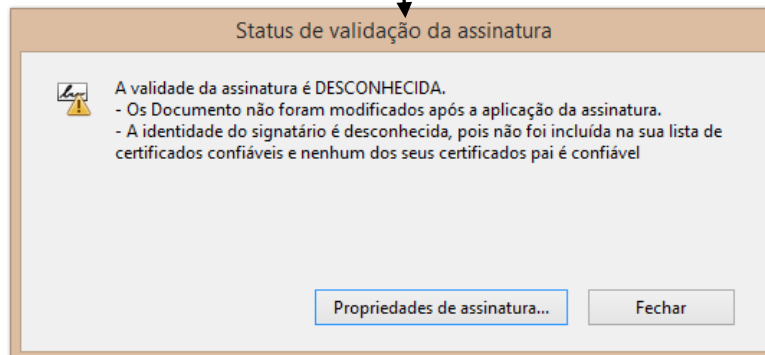 Status de validação da assinatura
A validade da assinatura é DESCONHECIDA.
- Os Documento não foram modificados após a aplicação da assinatura.
- A identidade do signatário é desconhecida, pois não foi incluída na sua lista de
certificados confiáveis e nenhum dos seus certificados pai é confiável
Propriedades de assinatura...
Fechar